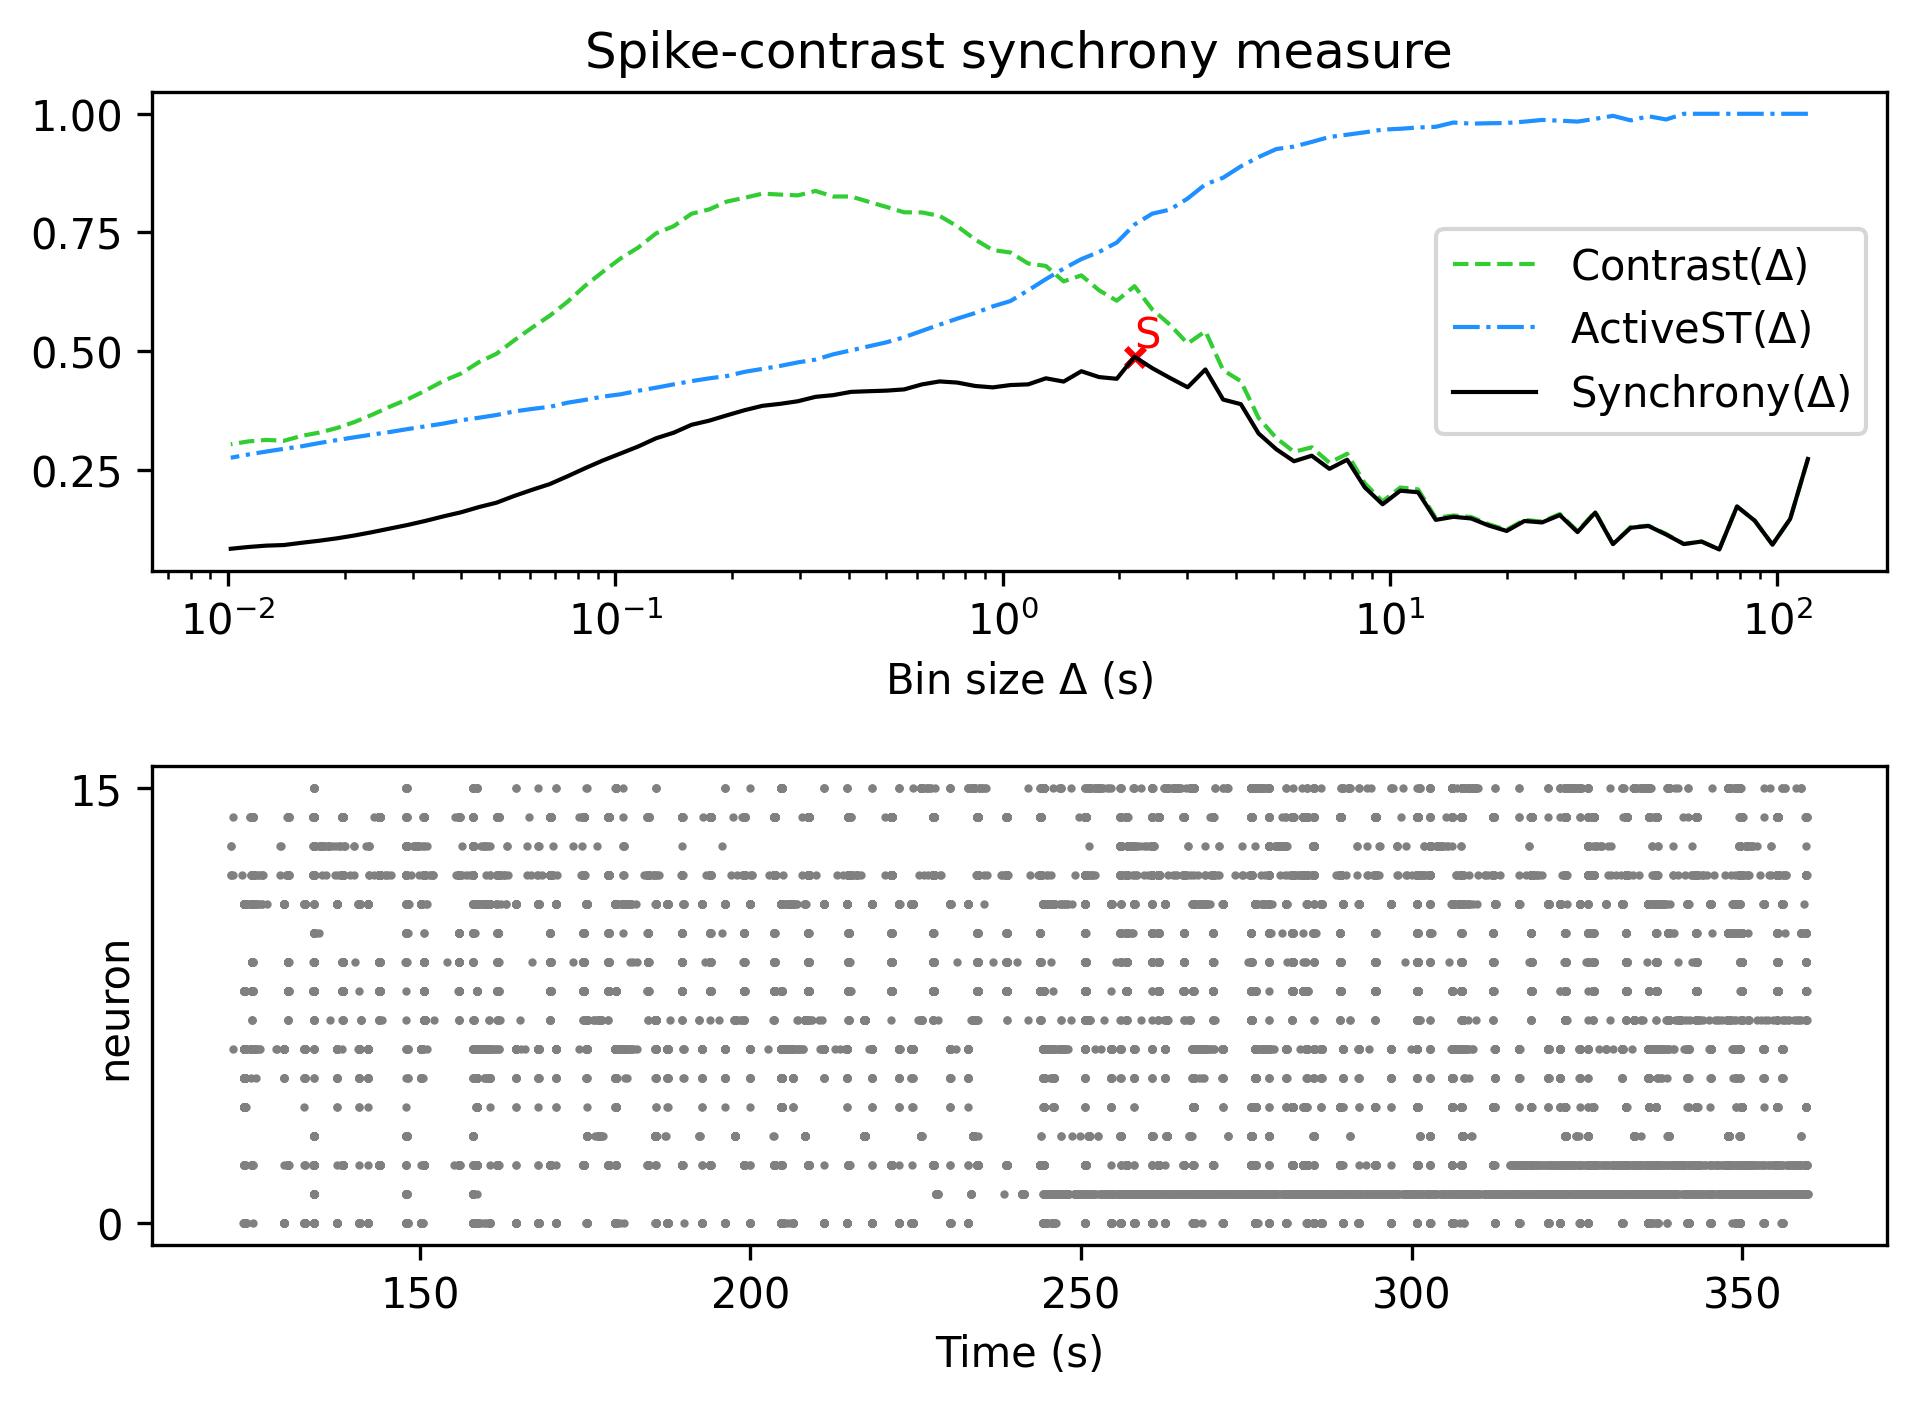 Spike-contrast synchrony measure
1.00
0.75
0.50
0.25
S
Contrast(Δ)
ActiveST(Δ)
Synchrony(Δ)
10⁻² 10⁻¹ 10⁰ 10¹ 10²
Bin size Δ (s)
15
neuron
0
150 200 250 300 350
Time (s)